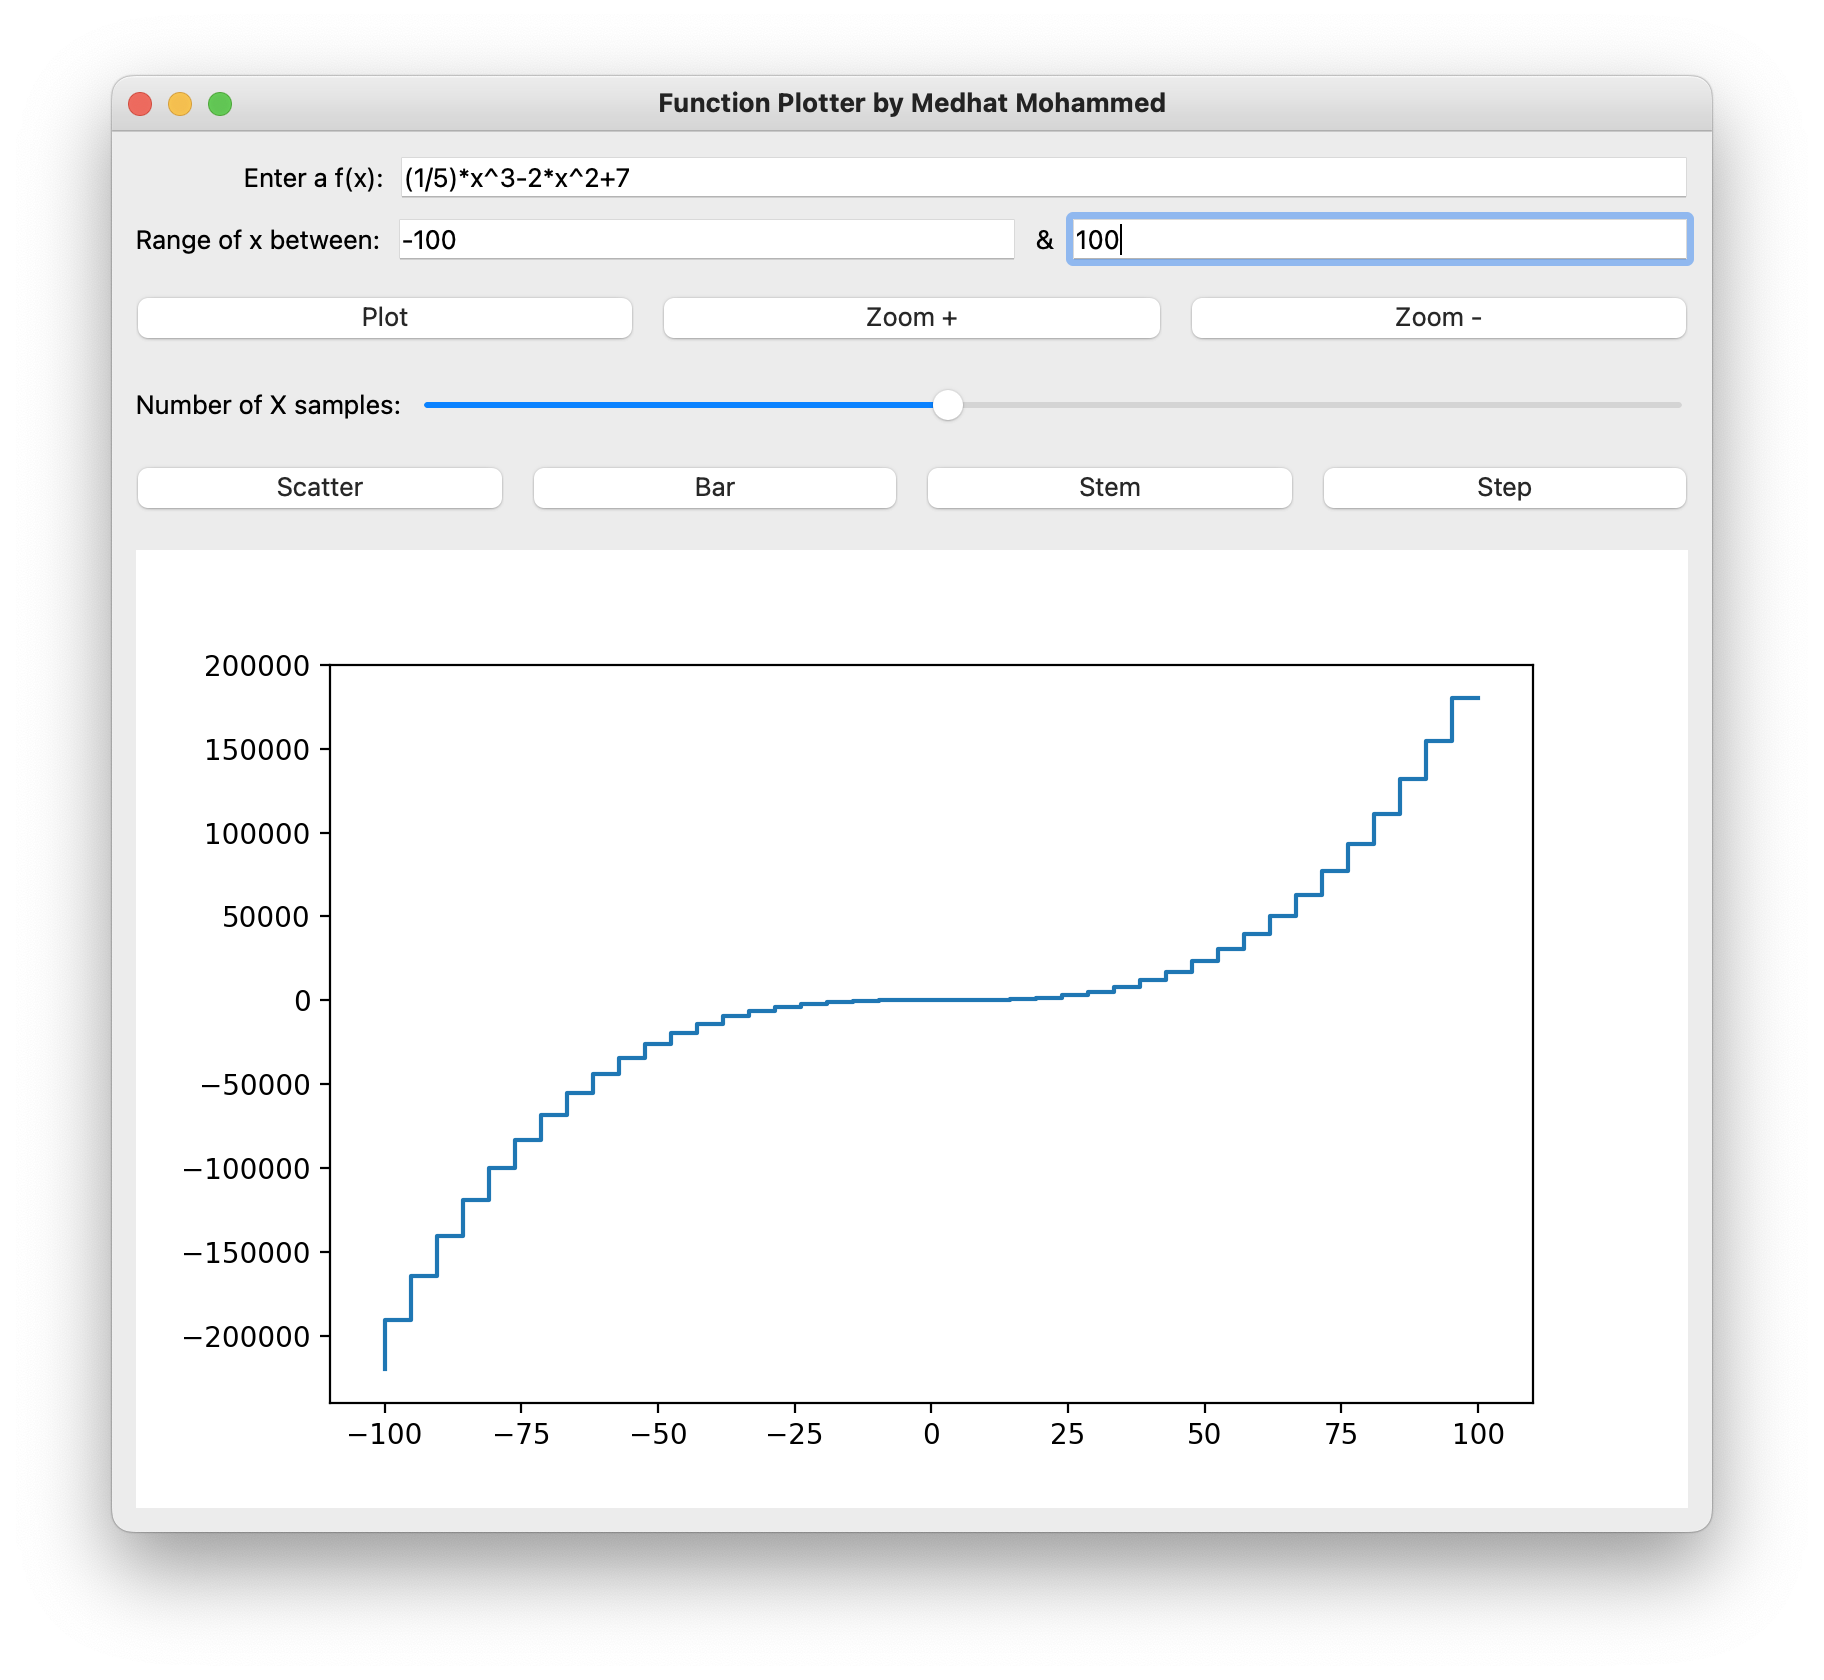 Function Plotter by Medhat Mohammed
Enter a f(x): (1/5)*x^3-2*x^2+7
Range of x between: -100 & 100
Plot Zoom + Zoom -
Number of X samples:
Scatter Bar Stem Step
200000
150000
100000
50000
0
−50000
−100000
−150000
−200000
−100 −75 −50 −25 0 25 50 75 100